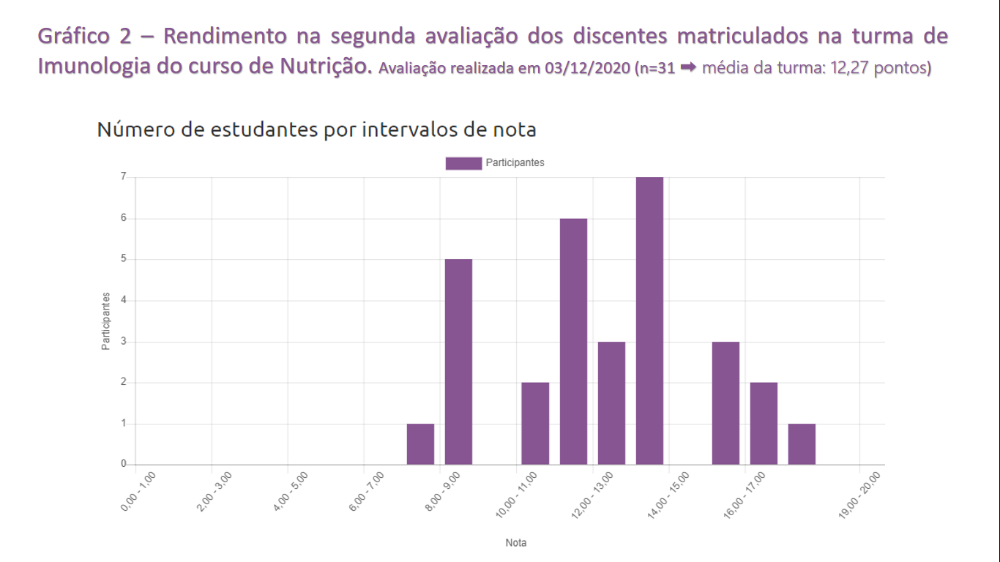 Gráfico 2 – Rendimento na segunda avaliação dos discentes matriculados na turma de
Imunologia do curso de Nutrição. Avaliação realizada em 03/12/2020 (n=31 ➡ média da turma: 12,27 pontos)
Número de estudantes por intervalos de nota
Participantes
7
6
5
4
3
2
1
0
Participantes
0,00 - 1,00
2,00 - 3,00
4,00 - 5,00
6,00 - 7,00
8,00 - 9,00
10,00 - 11,00
12,00 - 13,00
14,00 - 15,00
16,00 - 17,00
19,00 - 20,00
Nota